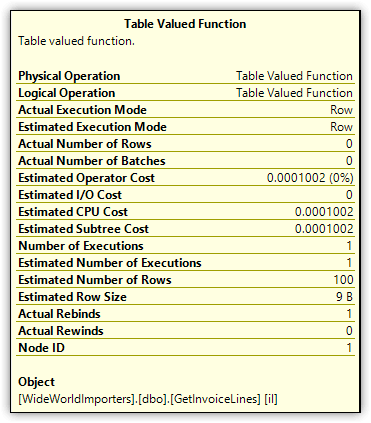 Table Valued Function
Table valued function.
Physical Operation Table Valued Function
Logical Operation Table Valued Function
Actual Execution Mode Row
Estimated Execution Mode Row
Actual Number of Rows 0
Actual Number of Batches 0
Estimated Operator Cost 0.0001002 (0%)
Estimated I/O Cost 0
Estimated CPU Cost 0.0001002
Estimated Subtree Cost 0.0001002
Number of Executions 1
Estimated Number of Executions 1
Estimated Number of Rows 100
Estimated Row Size 9 B
Actual Rebinds 1
Actual Rewinds 0
Node ID 1
Object
[WideWorldImporters].[dbo].[GetInvoiceLines] [il]